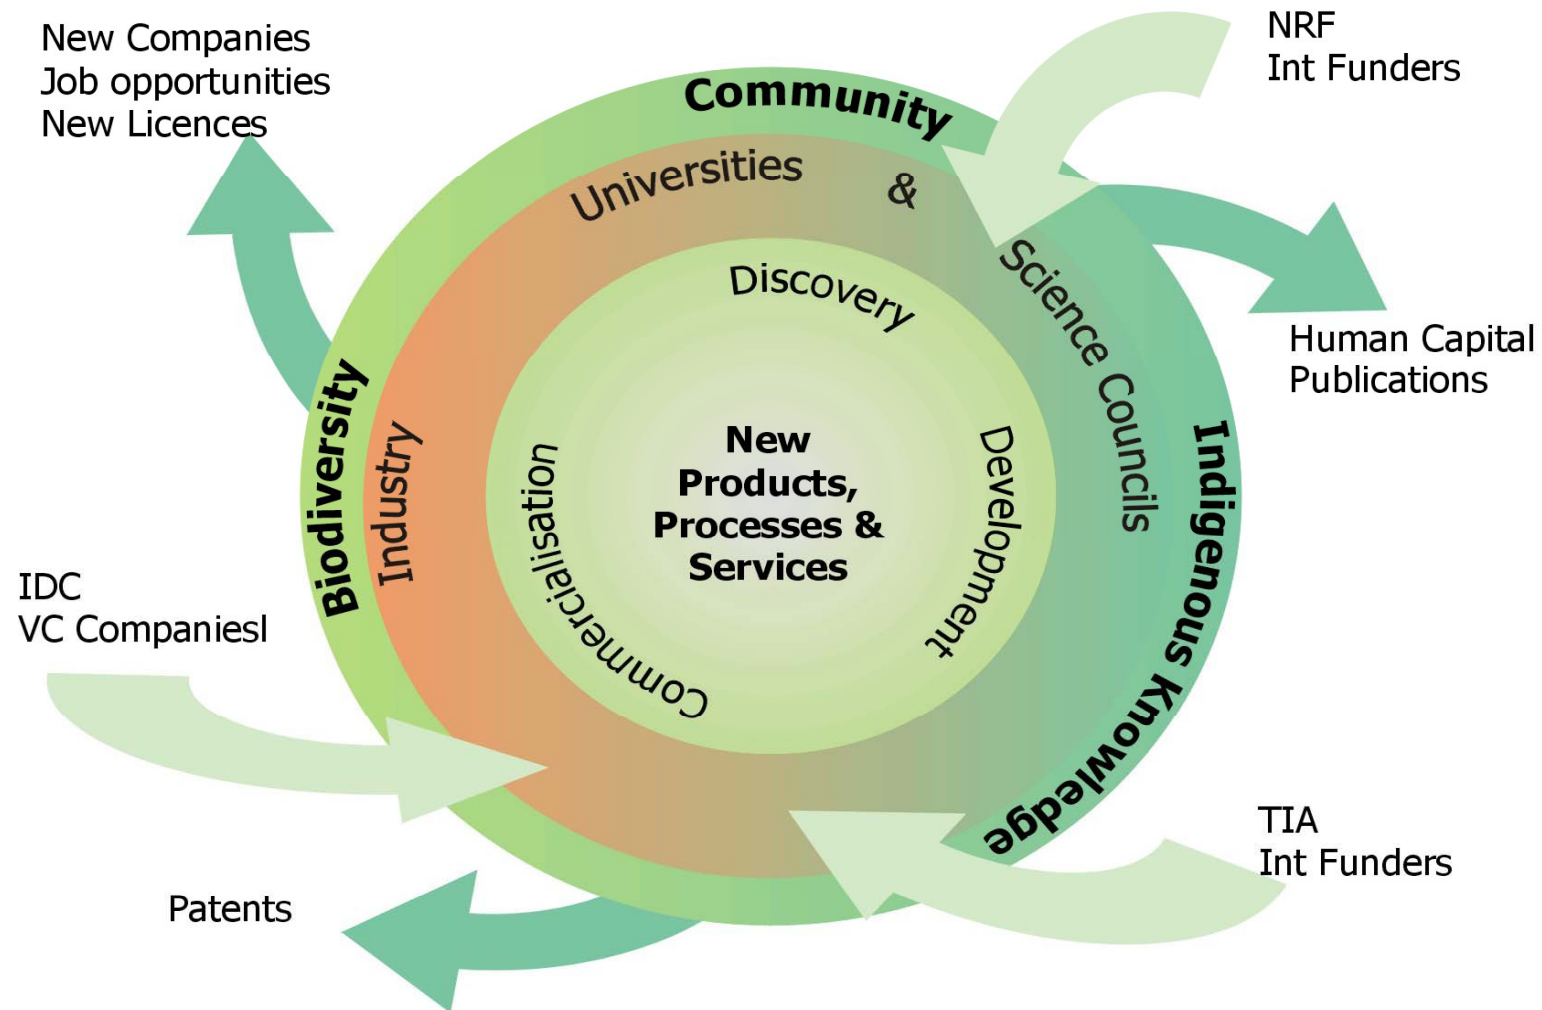 New Companies
Job opportunities
New Licences
NRF
Int Funders
Community
Universities & Science Councils
Discovery
Human Capital
Publications
Biodiversity
Industry
Commercialisation
New
Products,
Processes &
Services
Development
Indigenous Knowledge
IDC
VC Companiesl
TIA
Int Funders
Patents